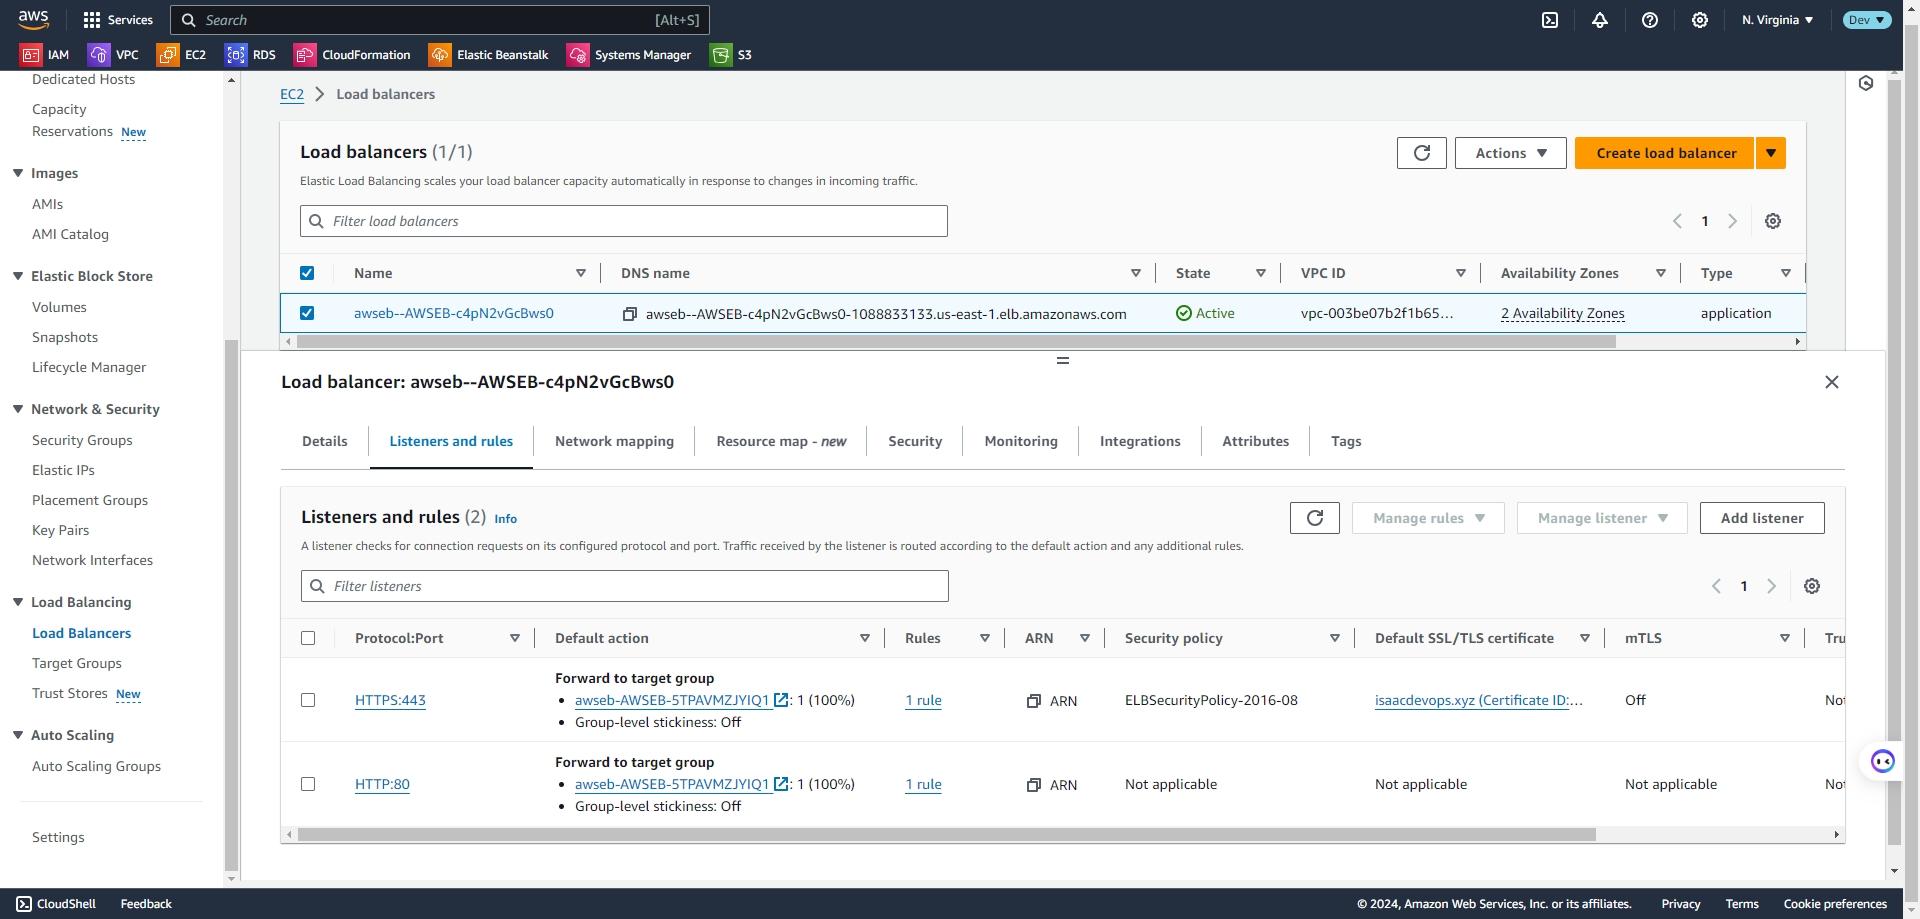 aws
Services
Search
[Alt+S]
N. Virginia
Dev
IAM
VPC
EC2
RDS
CloudFormation
Elastic Beanstalk
Systems Manager
S3
Dedicated Hosts
Capacity
Reservations New
Images
AMIs
AMI Catalog
Elastic Block Store
Volumes
Snapshots
Lifecycle Manager
Network & Security
Security Groups
Elastic IPs
Placement Groups
Key Pairs
Network Interfaces
Load Balancing
Load Balancers
Target Groups
Trust Stores New
Auto Scaling
Auto Scaling Groups
Settings
EC2 > Load balancers
Load balancers (1/1)
Actions
Create load balancer
Elastic Load Balancing scales your load balancer capacity automatically in response to changes in incoming traffic.
Filter load balancers
1
Name DNS name State VPC ID Availability Zones Type
awseb--AWSEB-c4pN2vGcBws0 awseb--AWSEB-c4pN2vGcBws0-1088833133.us-east-1.elb.amazonaws.com Active vpc-003be07b2f1b65... 2 Availability Zones application
Load balancer: awseb--AWSEB-c4pN2vGcBws0
Details Listeners and rules Network mapping Resource map - new Security Monitoring Integrations Attributes Tags
Listeners and rules (2) Info
Manage rules
Manage listener
Add listener
A listener checks for connection requests on its configured protocol and port. Traffic received by the listener is routed according to the default action and any additional rules.
Filter listeners
1
Protocol:Port Default action Rules ARN Security policy Default SSL/TLS certificate mTLS Tru
Forward to target group
HTTPS:443 • awseb-AWSEB-5TPAVMZJYIQ1 : 1 (100%) 1 rule ARN ELBSecurityPolicy-2016-08 isaacdevops.xyz (Certificate ID:... Off Not
• Group-level stickiness: Off
Forward to target group
HTTP:80 • awseb-AWSEB-5TPAVMZJYIQ1 : 1 (100%) 1 rule ARN Not applicable Not applicable Not applicable Not
• Group-level stickiness: Off
CloudShell
Feedback
© 2024, Amazon Web Services, Inc. or its affiliates.
Privacy
Terms
Cookie preferences